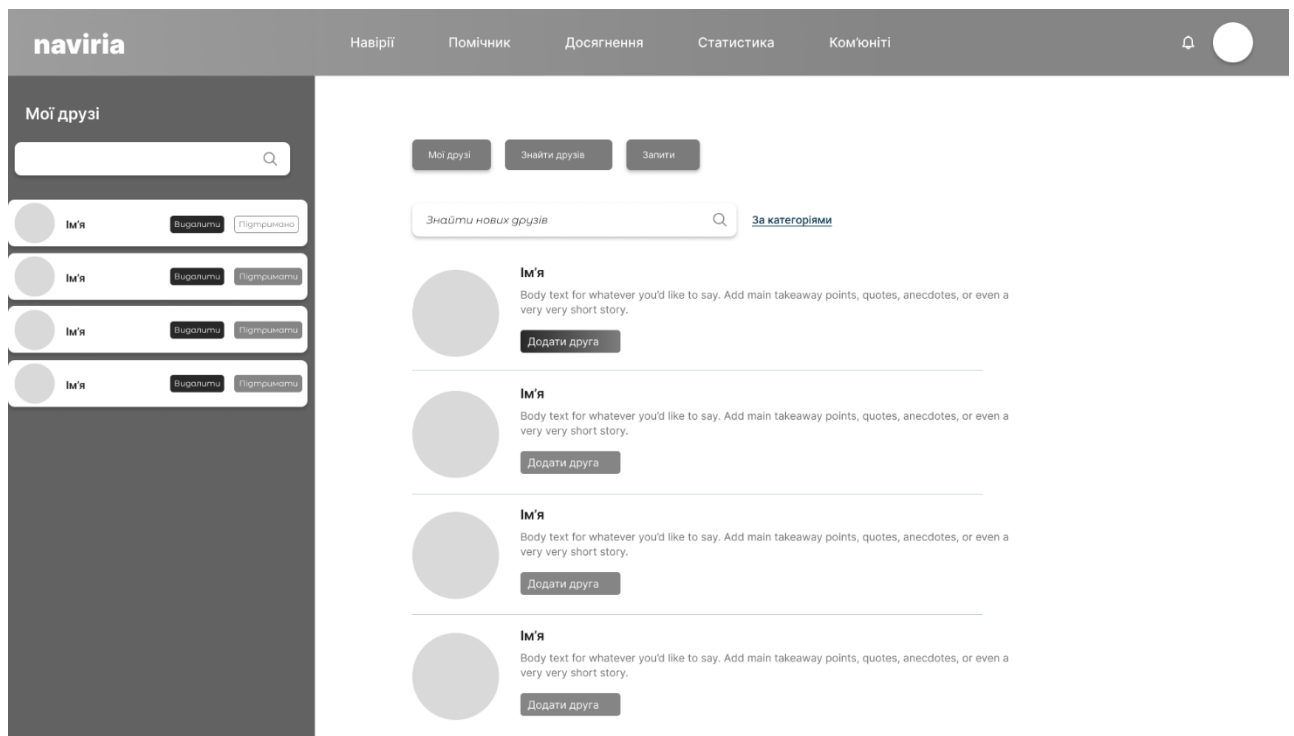 naviria
Навірії
Помічник
Досягнення
Статистика
Ком'юніті
Мої друзі
Ім'я
Видалити
Підтримано
Ім'я
Видалити
Підтримати
Ім'я
Видалити
Підтримати
Ім'я
Видалити
Підтримати
Мої друзі
Знайти друзів
Запити
Знайти нових друзів
За категоріями
Ім'я
Body text for whatever you'd like to say. Add main takeaway points, quotes, anecdotes, or even a
very very short story.
Додати друга
Ім'я
Body text for whatever you'd like to say. Add main takeaway points, quotes, anecdotes, or even a
very very short story.
Додати друга
Ім'я
Body text for whatever you'd like to say. Add main takeaway points, quotes, anecdotes, or even a
very very short story.
Додати друга
Ім'я
Body text for whatever you'd like to say. Add main takeaway points, quotes, anecdotes, or even a
very very short story.
Додати друга